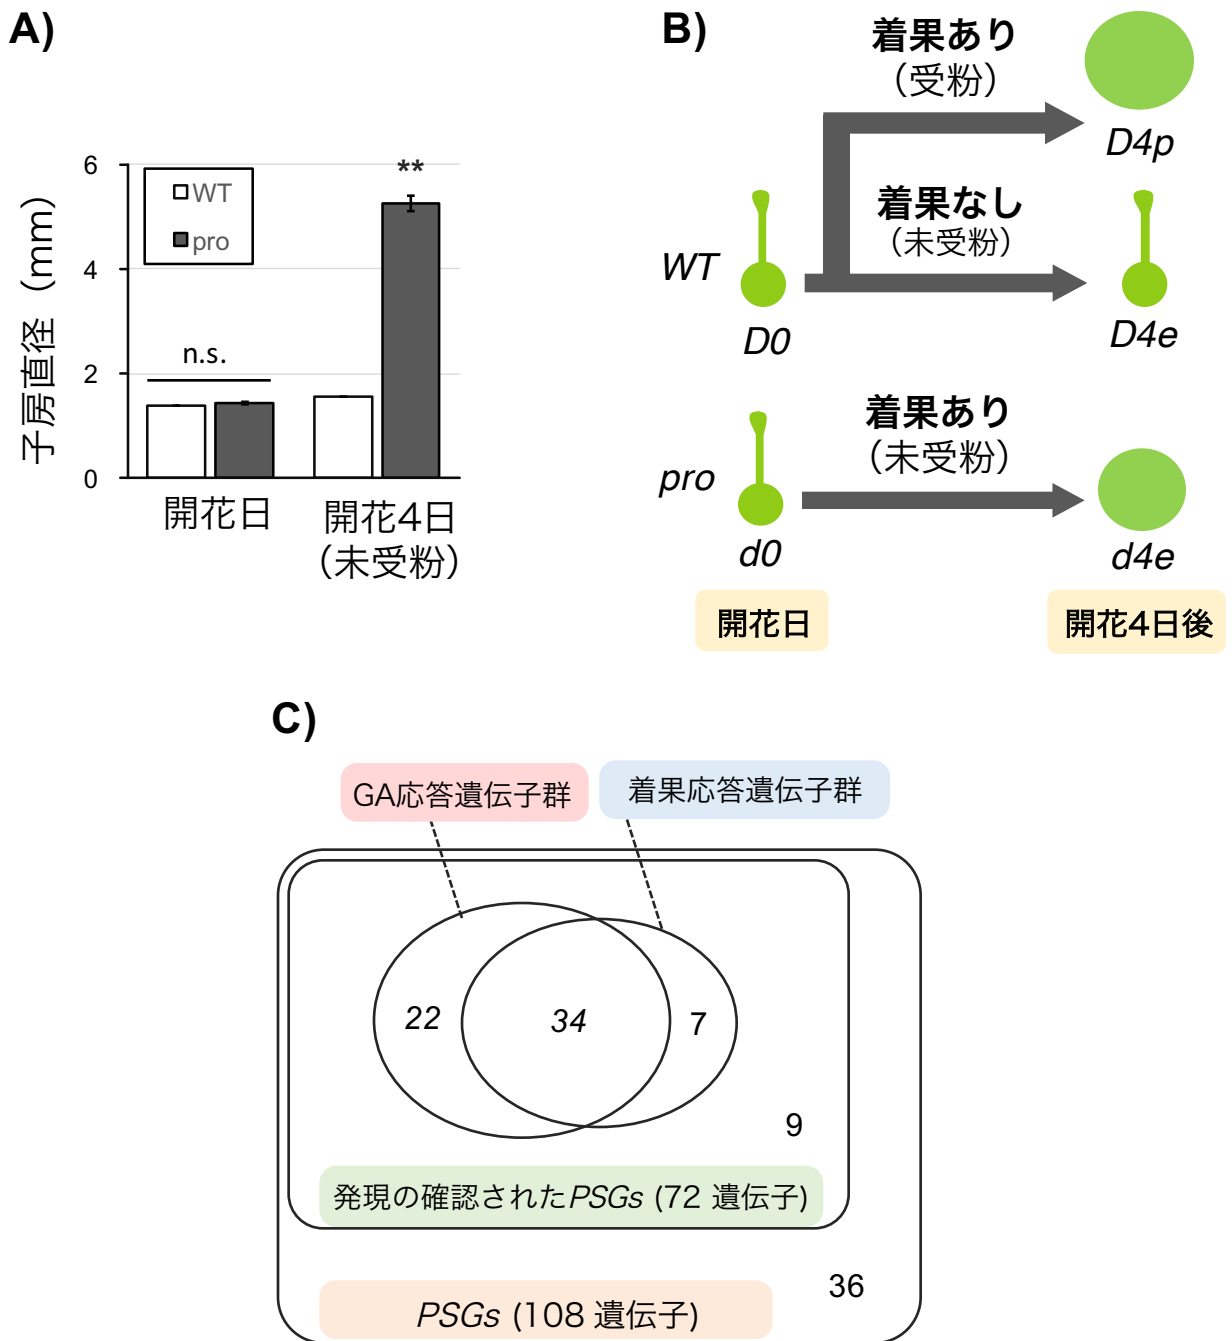 A)
子房直径 (mm)
6
4
2
0
WT
pro
n.s.
**
開花日
開花4日
（未受粉）
B)
着果あり
（受粉）
D4p
着果なし
（未受粉）
WT
D0
D4e
着果あり
（未受粉）
pro
d0
d4e
開花日
開花4日後
C)
GA応答遺伝子群
着果応答遺伝子群
22
34
7
9
発現の確認されたPSGs (72 遺伝子)
36
PSGs (108 遺伝子)